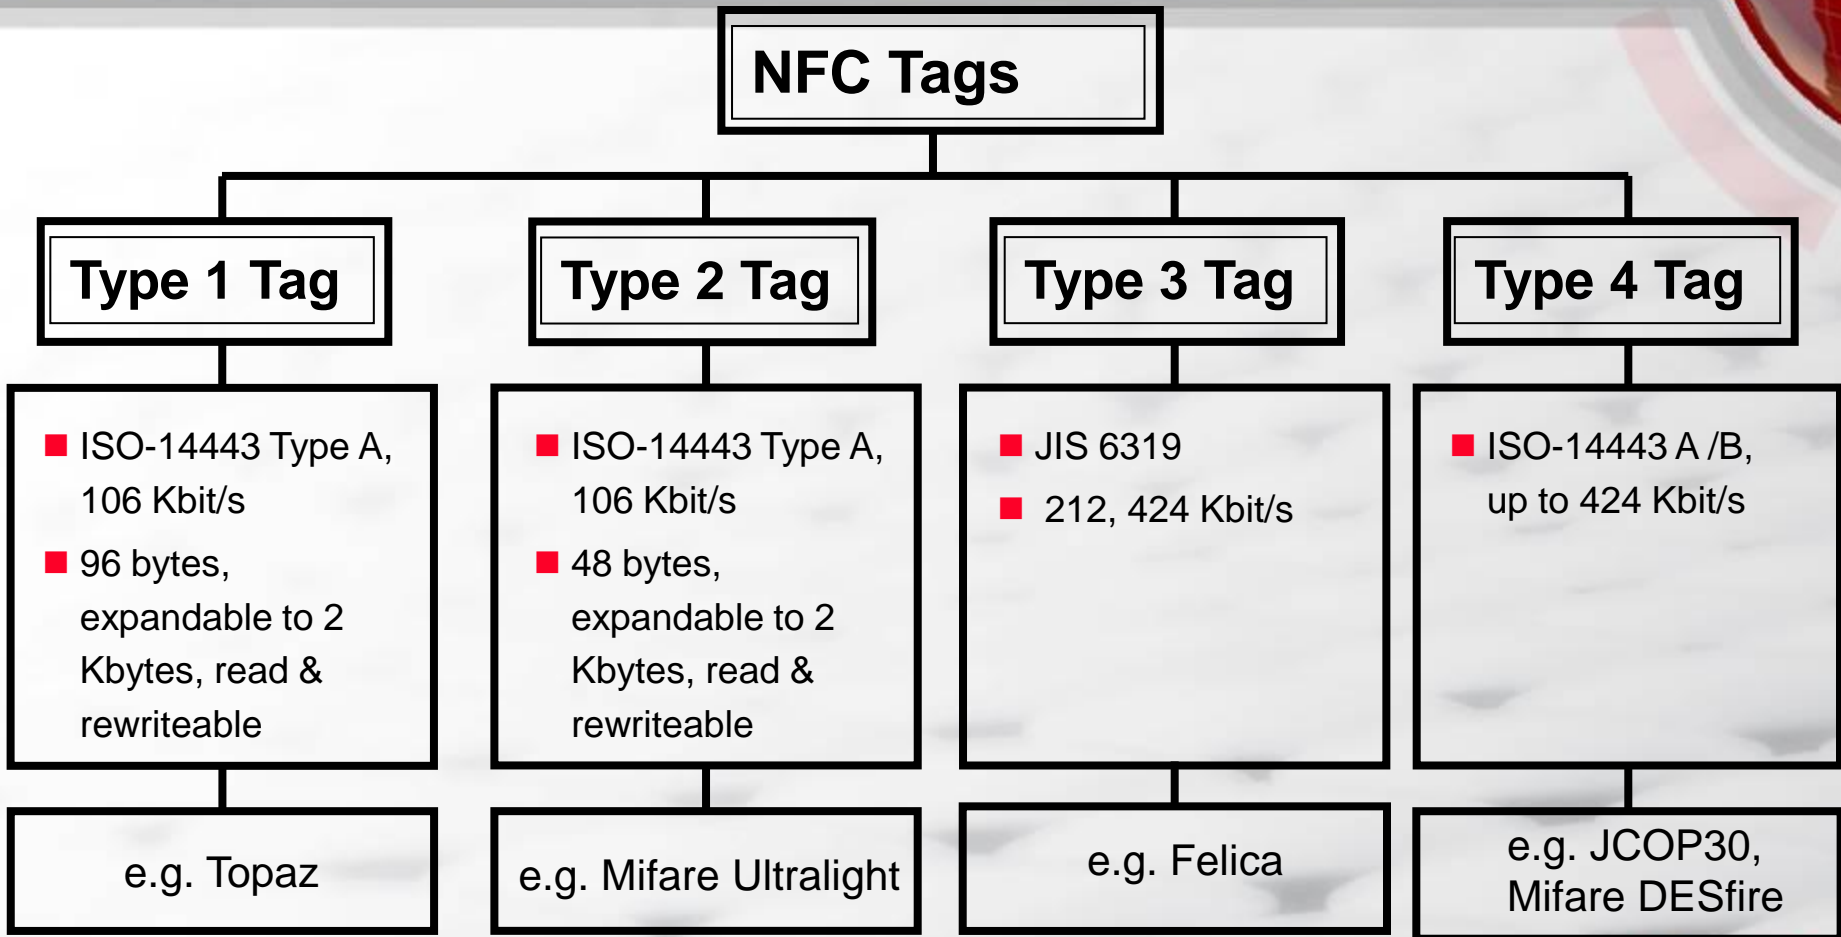 NFC Tags
Type 1 Tag
ISO-14443 Type A,
106 Kbit/s
96 bytes,
expandable to 2
Kbytes, read &
rewriteable
e.g. Topaz
Type 2 Tag
ISO-14443 Type A,
106 Kbit/s
48 bytes,
expandable to 2
Kbytes, read &
rewriteable
e.g. Mifare Ultralight
Type 3 Tag
JIS 6319
212, 424 Kbit/s
e.g. Felica
Type 4 Tag
ISO-14443 A /B,
up to 424 Kbit/s
e.g. JCOP30,
Mifare DESfire